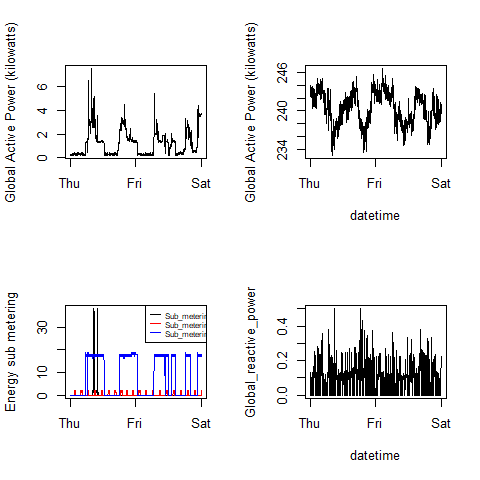 Global Active Power (kilowatts)
0 2 4 6
Thu Fri Sat
Global Active Power (kilowatts)
234 240 246
Thu Fri Sat
datetime
Energy sub metering
0 10 30
Sub_meterin
Sub_meterin
Sub_meterin
Thu Fri Sat
Global_reactive_power
0.0 0.2 0.4
Thu Fri Sat
datetime